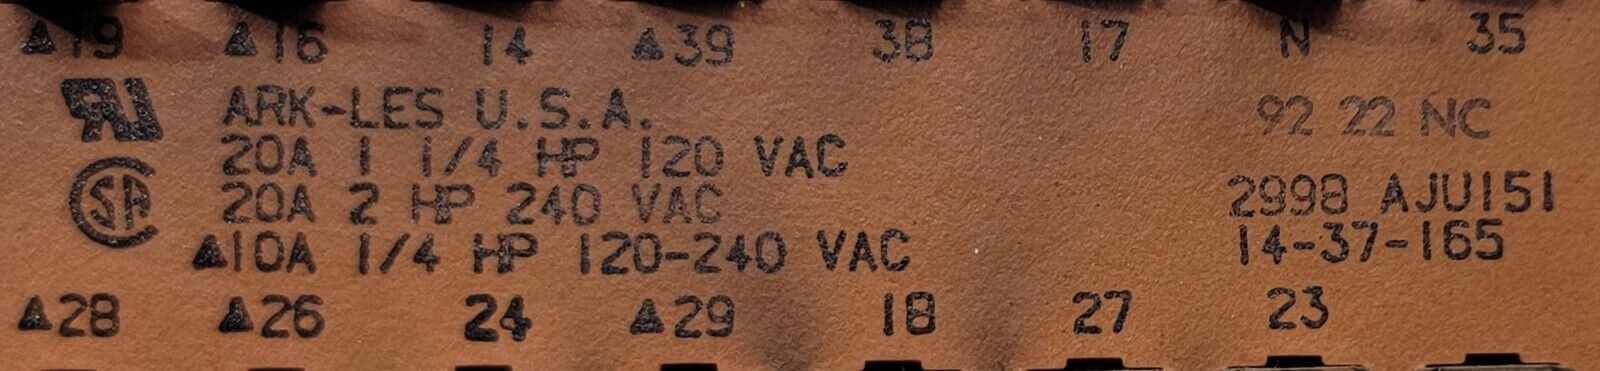 ▲19 ▲16 14 ▲39 38 17 N 35
ARK-LES U.S.A.
92 22 NC
20A 1 1/4 HP 120 VAC
20A 2 HP 240 VAC
2998 AJU151
▲10A 1/4 HP 120-240 VAC
14-37-165
▲28 ▲26 24 ▲29 18 27 23